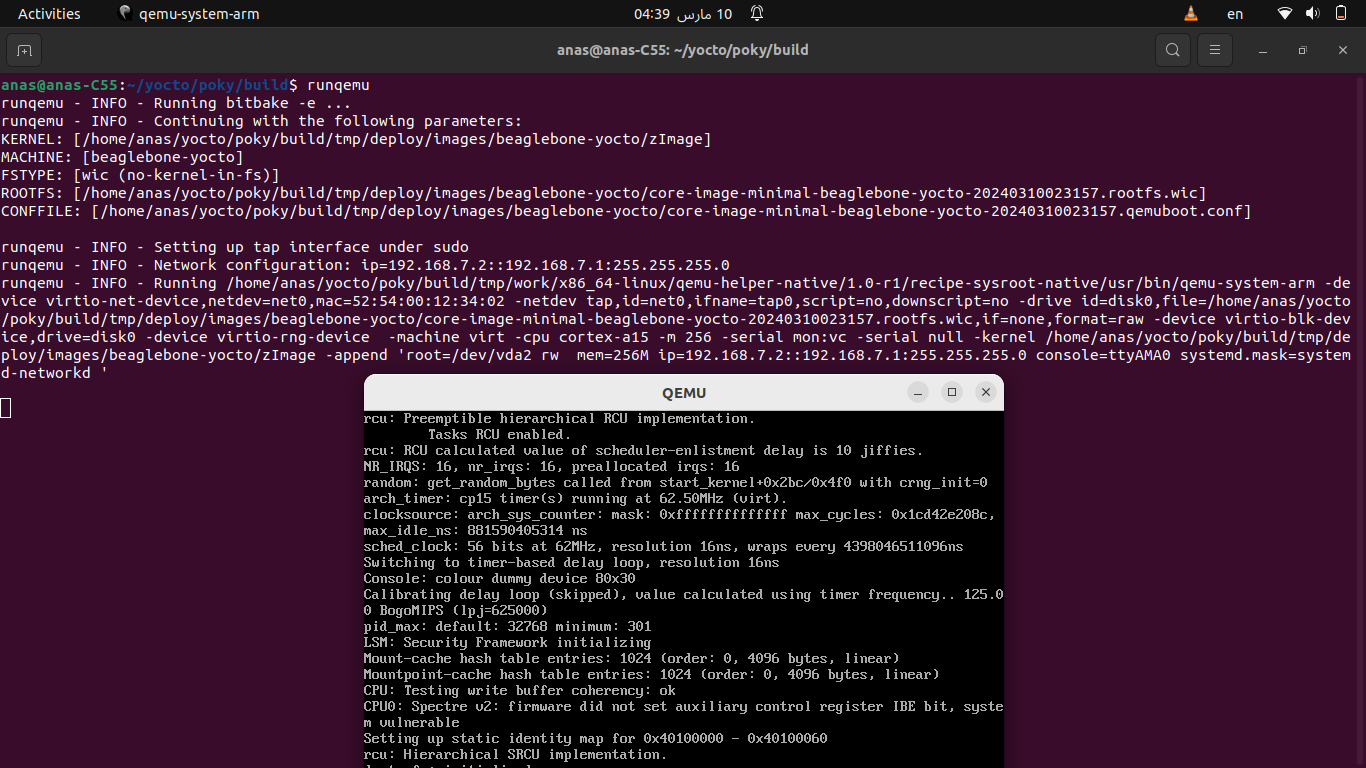 Activities
qemu-system-arm
10 مارس 04:39
en
anas@anas-C55: ~/yocto/poky/build
anas@anas-C55:~/yocto/poky/build$ runqemu
runqemu - INFO - Running bitbake -e ...
runqemu - INFO - Continuing with the following parameters:
KERNEL: [/home/anas/yocto/poky/build/tmp/deploy/images/beaglebone-yocto/zImage]
MACHINE: [beaglebone-yocto]
FSTYPE: [wic (no-kernel-in-fs)]
ROOTFS: [/home/anas/yocto/poky/build/tmp/deploy/images/beaglebone-yocto/core-image-minimal-beaglebone-yocto-20240310023157.rootfs.wic]
CONFFILE: [/home/anas/yocto/poky/build/tmp/deploy/images/beaglebone-yocto/core-image-minimal-beaglebone-yocto-20240310023157.qemuboot.conf]
runqemu - INFO - Setting up tap interface under sudo
runqemu - INFO - Network configuration: ip=192.168.7.2::192.168.7.1:255.255.255.0
runqemu - INFO - Running /home/anas/yocto/poky/build/tmp/work/x86_64-linux/qemu-helper-native/1.0-r1/recipe-sysroot-native/usr/bin/qemu-system-arm -de
vice virtio-net-device,netdev=net0,mac=52:54:00:12:34:02 -netdev tap,id=net0,ifname=tap0,script=no,downscript=no -drive id=disk0,file=/home/anas/yocto
/poky/build/tmp/deploy/images/beaglebone-yocto/core-image-minimal-beaglebone-yocto-20240310023157.rootfs.wic,if=none,format=raw -device virtio-blk-dev
ice,drive=disk0 -device virtio-rng-device  -machine virt -cpu cortex-a15 -m 256 -serial mon:vc -serial null -kernel /home/anas/yocto/poky/build/tmp/de
ploy/images/beaglebone-yocto/zImage -append 'root=/dev/vda2 rw  mem=256M ip=192.168.7.2::192.168.7.1:255.255.255.0 console=ttyAMA0 systemd.mask=system
d-networkd '
QEMU
rcu: Preemptible hierarchical RCU implementation.
Tasks RCU enabled.
rcu: RCU calculated value of scheduler-enlistment delay is 10 jiffies.
NR_IRQS: 16, nr_irqs: 16, preallocated irqs: 16
random: get_random_bytes called from start_kernel+0x2bc/0x4f0 with crng_init=0
arch_timer: cp15 timer(s) running at 62.50MHz (virt).
clocksource: arch_sys_counter: mask: 0xffffffffffffff max_cycles: 0x1cd42e208c,
max_idle_ns: 881590405314 ns
sched_clock: 56 bits at 62MHz, resolution 16ns, wraps every 4398046511096ns
Switching to timer-based delay loop, resolution 16ns
Console: colour dummy device 80x30
Calibrating delay loop (skipped), value calculated using timer frequency.. 125.0
0 BogoMIPS (lpj=625000)
pid_max: default: 32768 minimum: 301
LSM: Security Framework initializing
Mount-cache hash table entries: 1024 (order: 0, 4096 bytes, linear)
Mountpoint-cache hash table entries: 1024 (order: 0, 4096 bytes, linear)
CPU: Testing write buffer coherency: ok
CPU0: Spectre v2: firmware did not set auxiliary control register IBE bit, syste
m vulnerable
Setting up static identity map for 0x40100000 - 0x40100060
rcu: Hierarchical SRCU implementation.